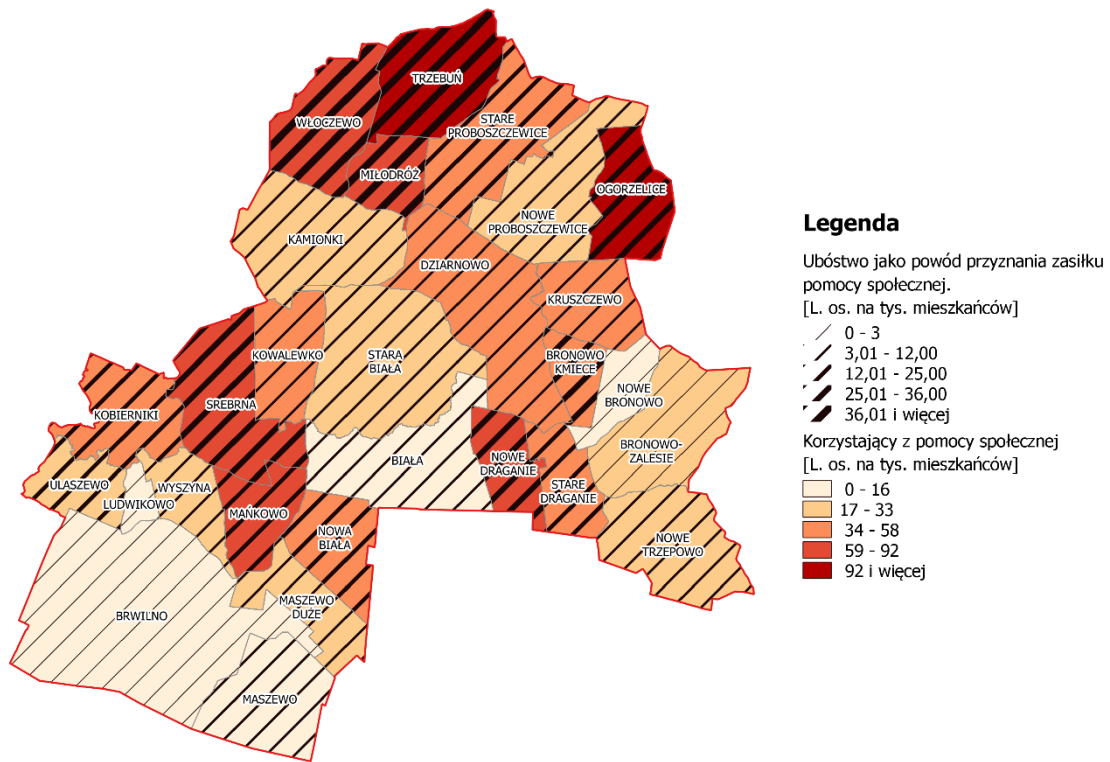 TRZEBUŃ
WŁOCZEWO
STARE
PROBOSZCZEWICE
MIŁODRÓŻ
OGORZELICE
NOWE
PROBOSZCZEWICE
KAMIONKI
DZIARNOWO
KRUSZCZEWO
KOWALEWKO
STARA
BIAŁA
BRONOWO
KMIECE
NOWE
BRONOWO
SREBRNA
KOBIERNIKI
BRONOWO-
ZALESIE
BIAŁA
NOWE
DRAGANIE
STARE
DRAGANIE
ULASZEWO
WYSZYNA
LUDWIKOWO
MAŃKOWO
NOWA
BIAŁA
NOWE
TRZEPOWO
MASZEWO
DUŻE
BRWILNO
MASZEWO
Legenda
Ubóstwo jako powód przyznania zasiłku
pomocy społecznej.
[L. os. na tys. mieszkańców]
0 - 3
3,01 - 12,00
12,01 - 25,00
25,01 - 36,00
36,01 i więcej
Korzystający z pomocy społecznej
[L. os. na tys. mieszkańców]
0 - 16
17 - 33
34 - 58
59 - 92
92 i więcej